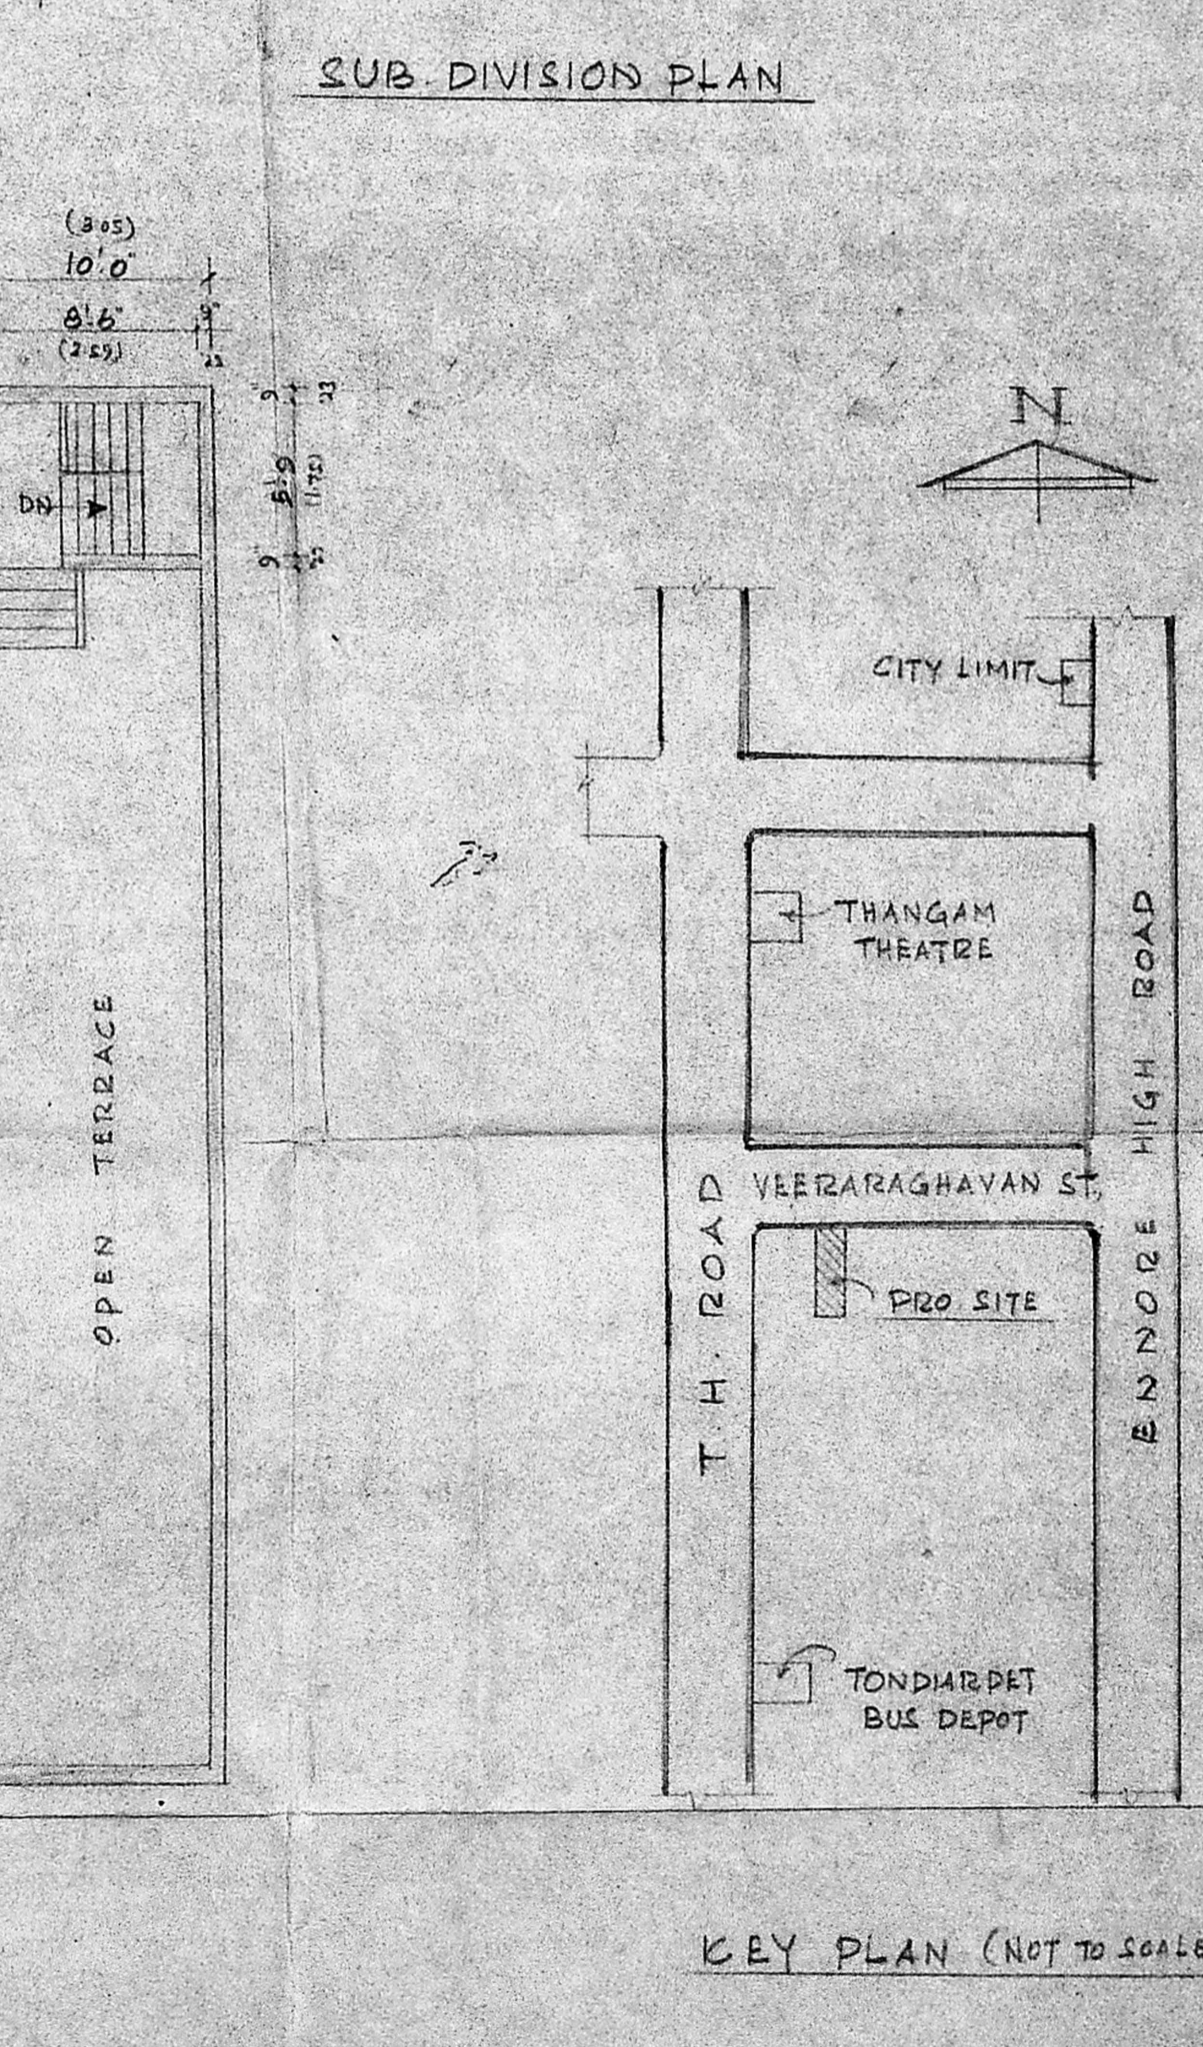 SUB DIVISION PLAN
(3.05)
10'.0"
8'.6"
(2.59)
9"
23
9"
23
5'.9
(1.75)
9"
23
DN
OPEN TERRACE
N
CITY LIMIT
THANGAM
THEATRE
VEERARAGHAVAN ST,
PRO SITE
T.H. ROAD
ENNORE HIGH ROAD
TONDIARPET
BUS DEPOT
KEY PLAN (NOT TO SCALE